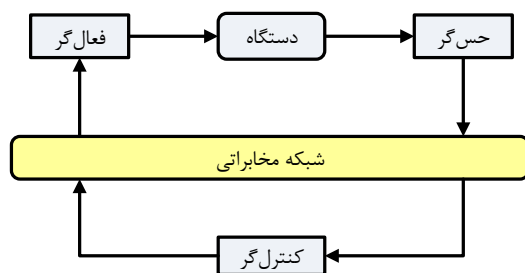 حس‌گر
دستگاه
فعال‌گر
شبکه مخابراتی
کنترل‌گر